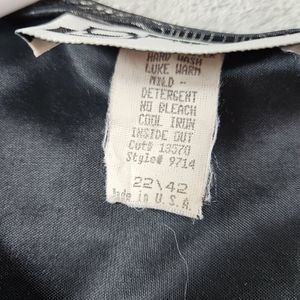 HAND WASH
LUKE WARM
MILD -
DETERGENT
NO BLEACH
COOL IRON
INSIDE OUT
Cut# 13570
Style# 9714
22\42
Made in U.S.A.